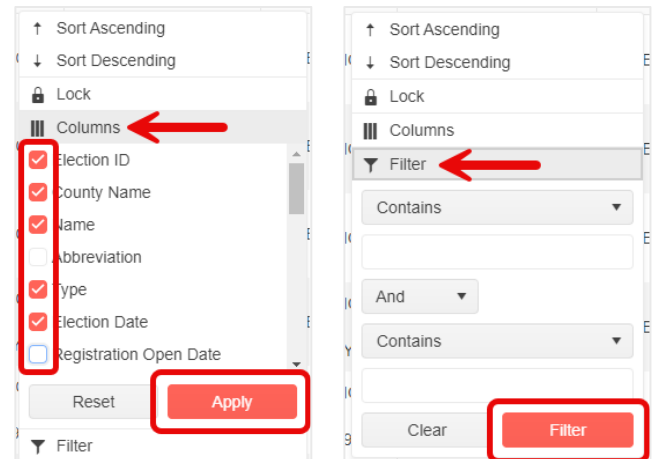 Sort Ascending
Sort Descending
Lock
Columns
Election ID
County Name
Name
Abbreviation
Type
Election Date
Registration Open Date
Reset
Apply
Filter
Sort Ascending
Sort Descending
Lock
Columns
Filter
Contains
And
Contains
Clear
Filter